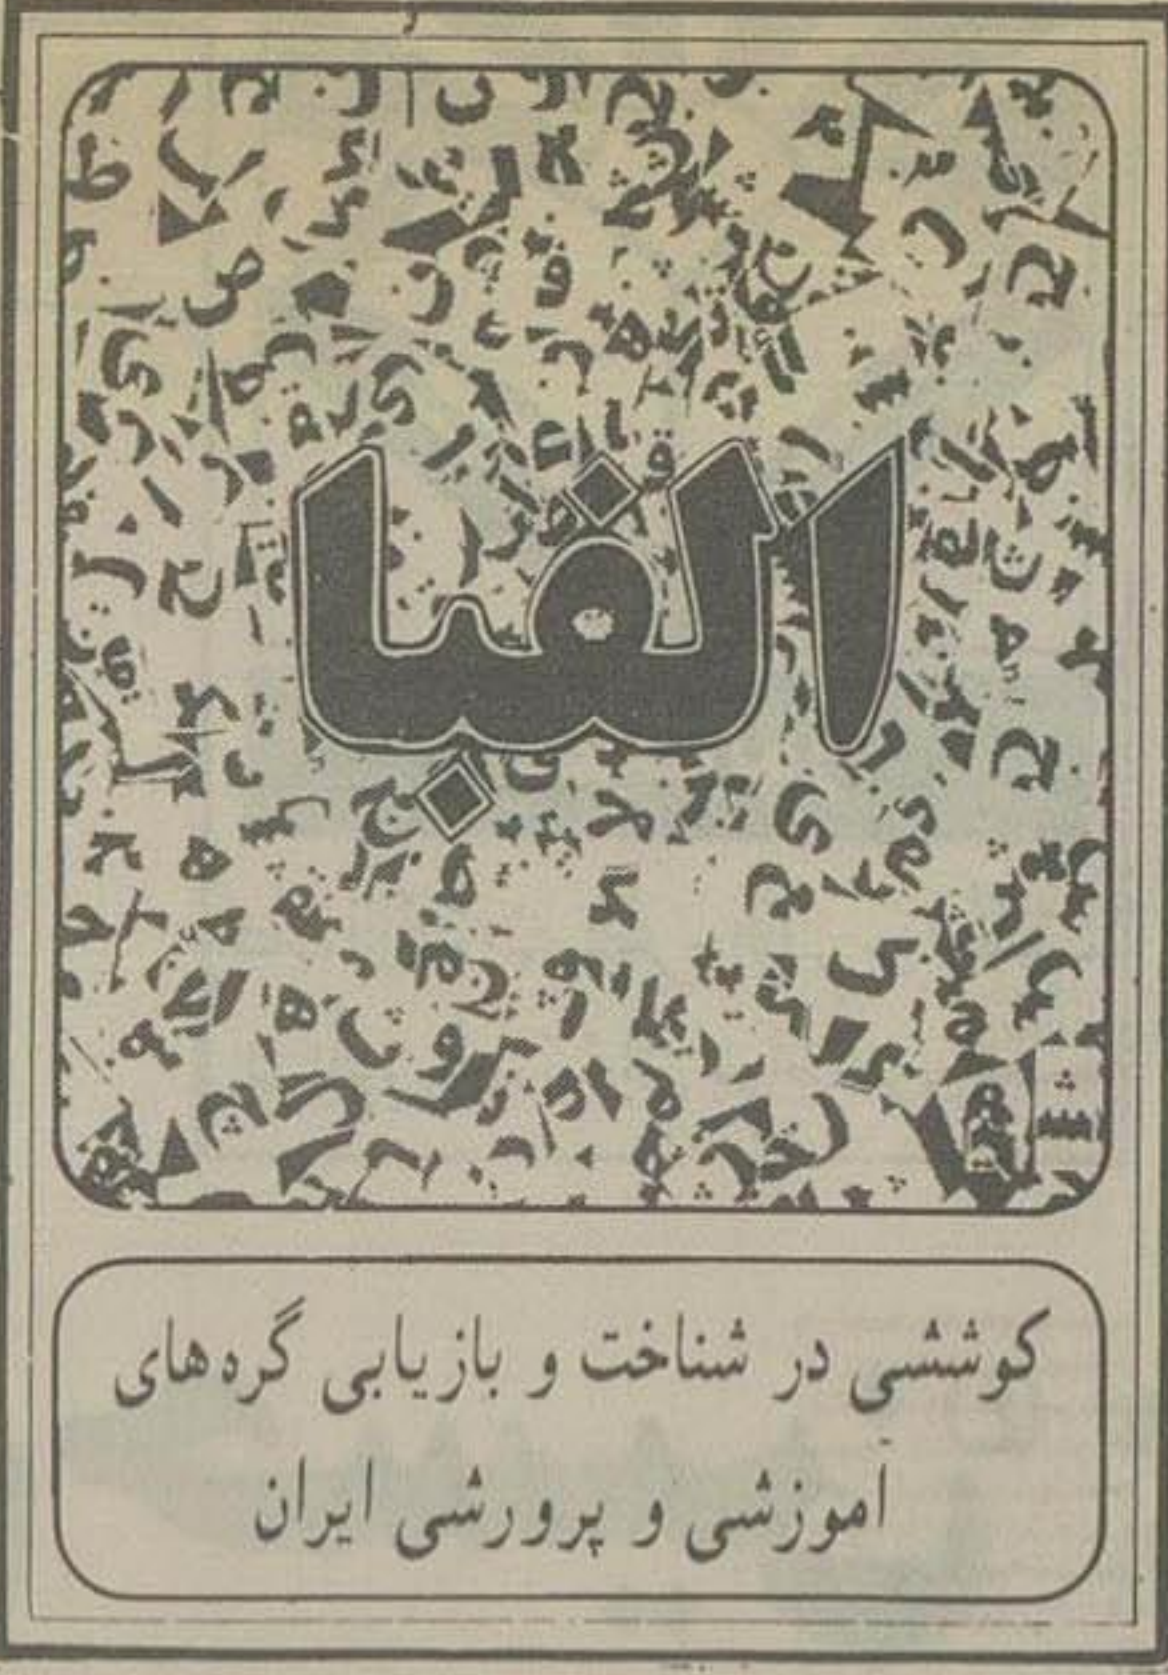 الفبا
کوششی در شناخت و بازیابی گره‌های
آموزشی و پرورشی ایران